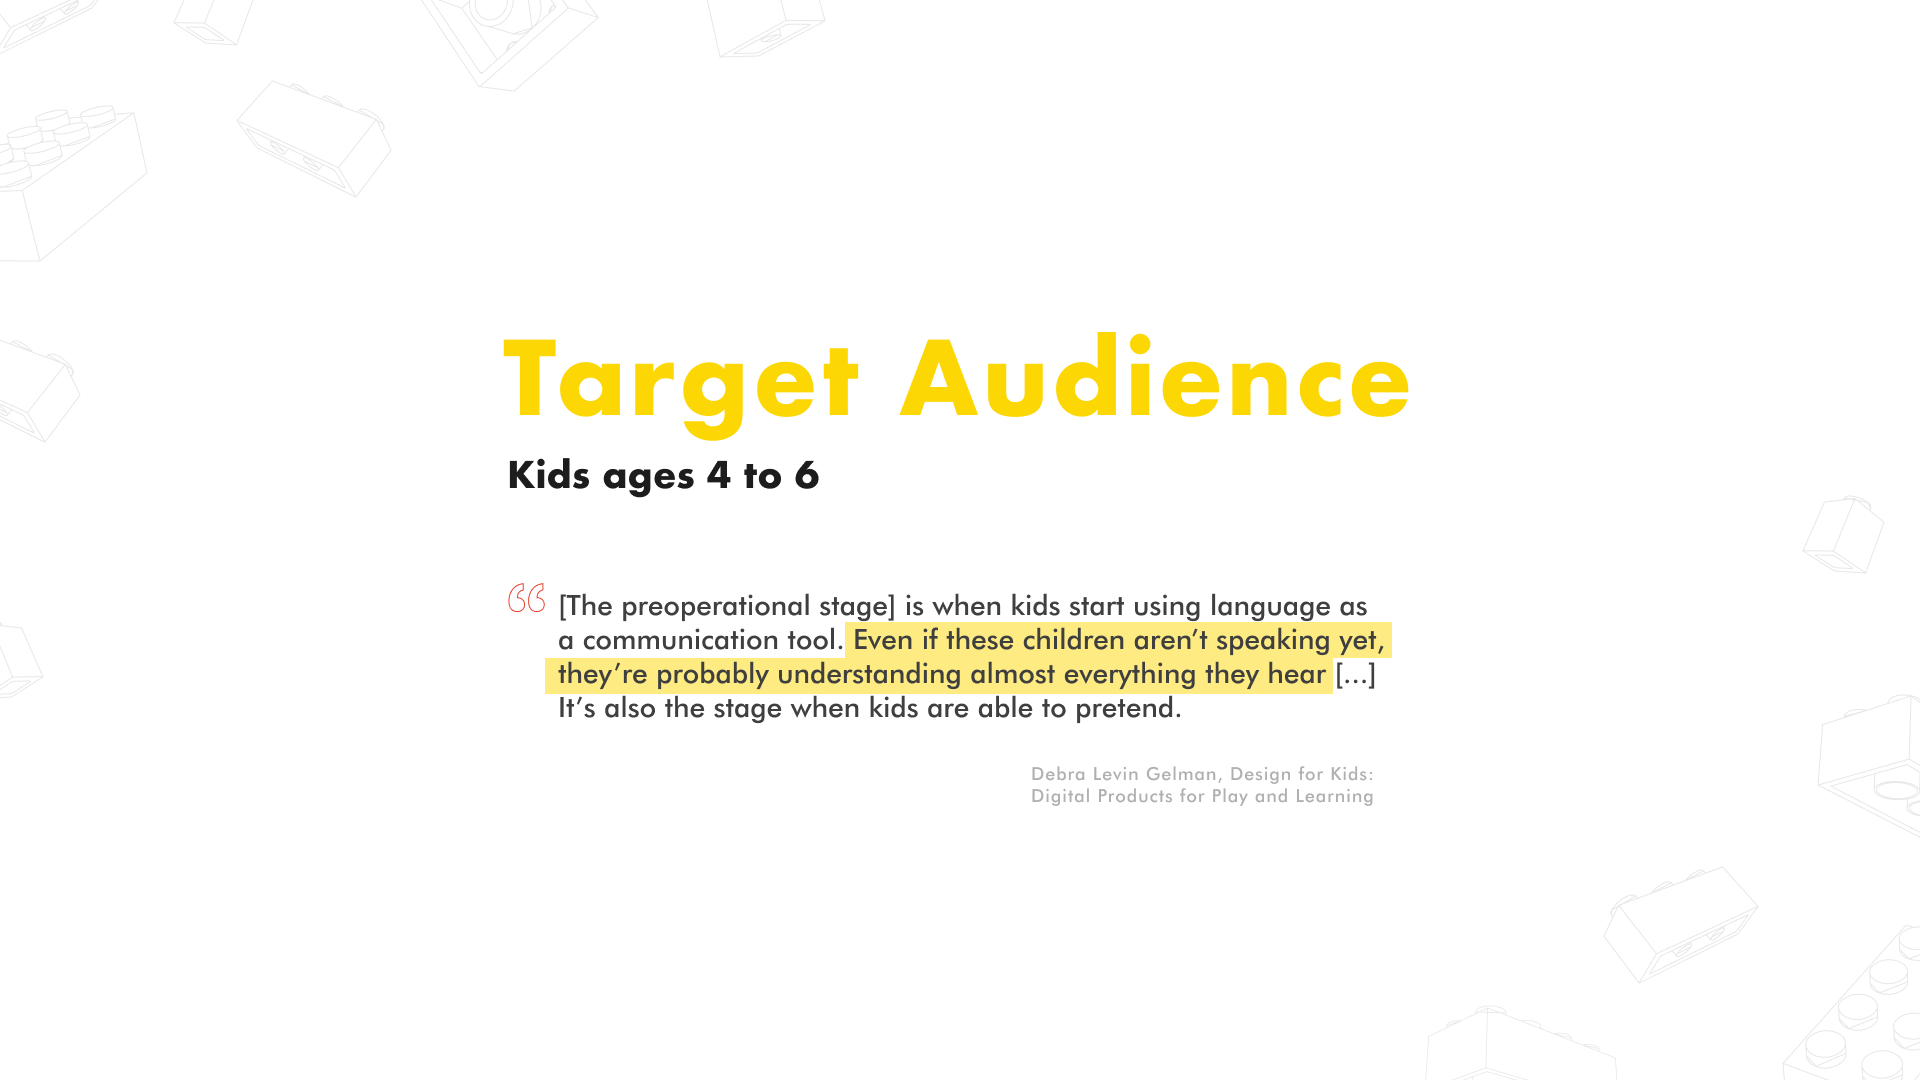 Target Audience
Kids ages 4 to 6
“ [The preoperational stage] is when kids start using language as
a communication tool. Even if these children aren’t speaking yet,
they’re probably understanding almost everything they hear [...]
It’s also the stage when kids are able to pretend.
Debra Levin Gelman, Design for Kids:
Digital Products for Play and Learning